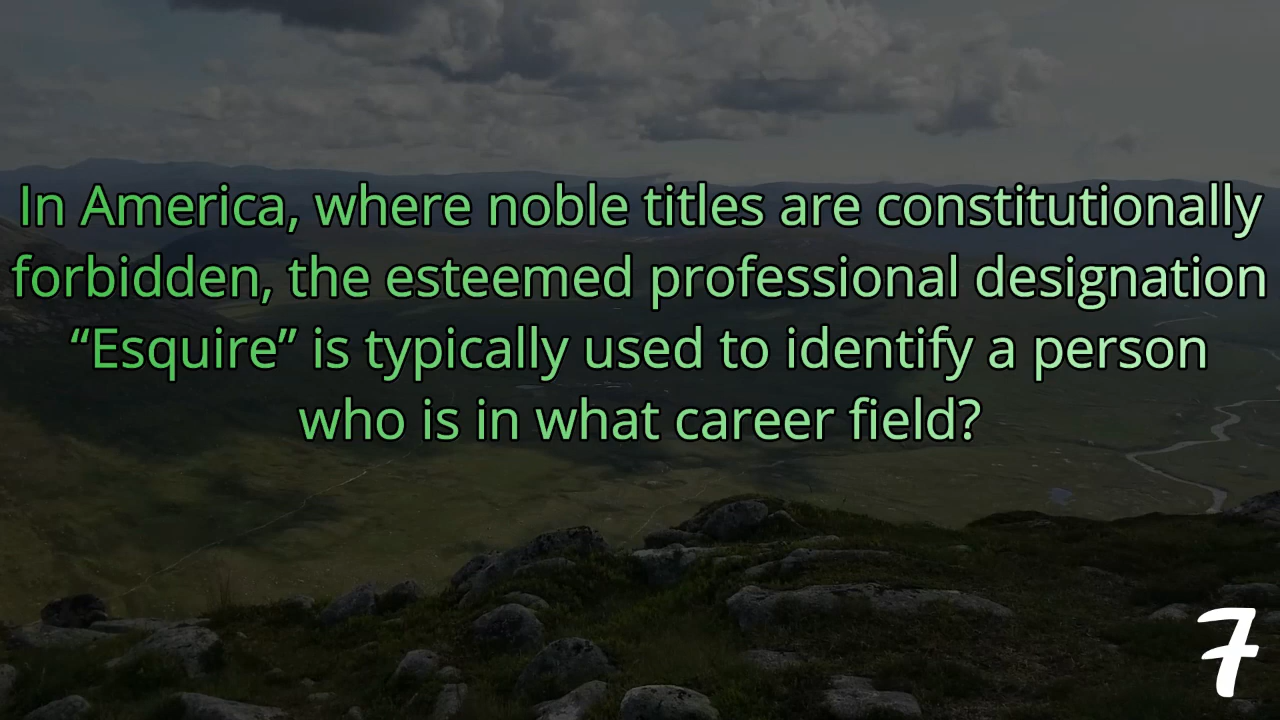 In America, where noble titles are constitutionally
forbidden, the esteemed professional designation
“Esquire” is typically used to identify a person
who is in what career field?
7